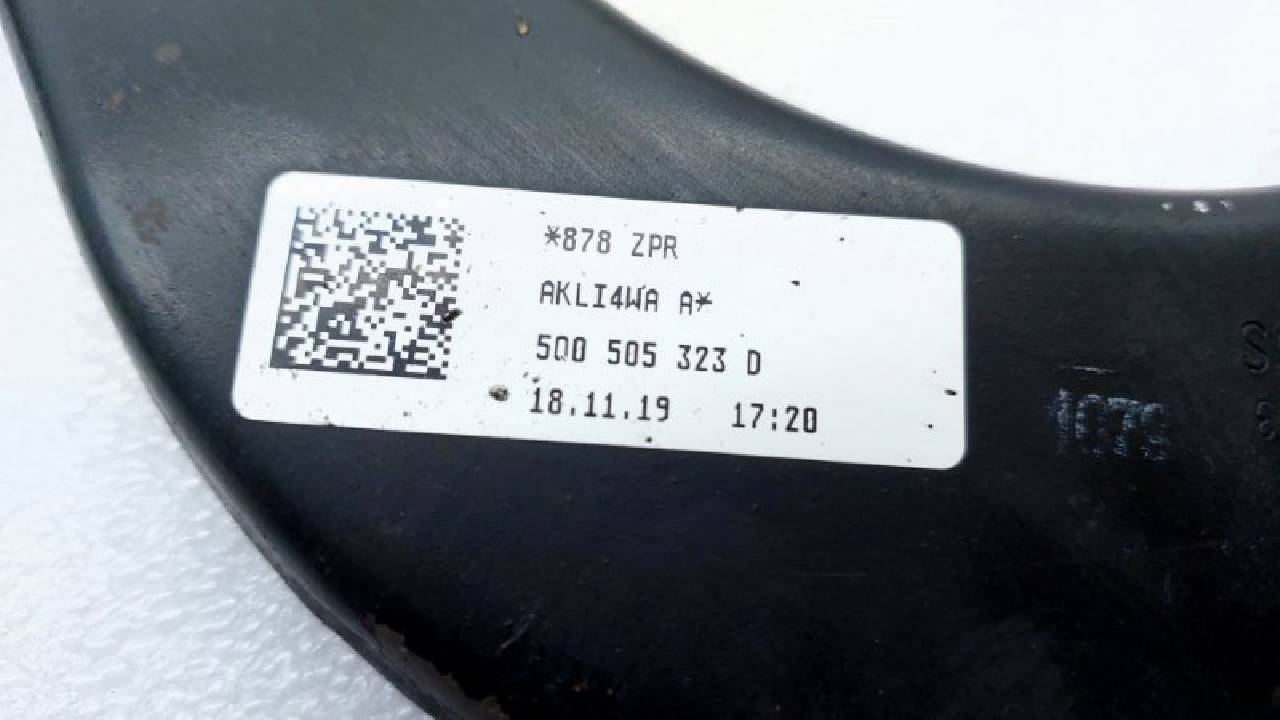 *878 ZPR
AKLI4WA A*
5Q0 505 323 D
18.11.19 17:20